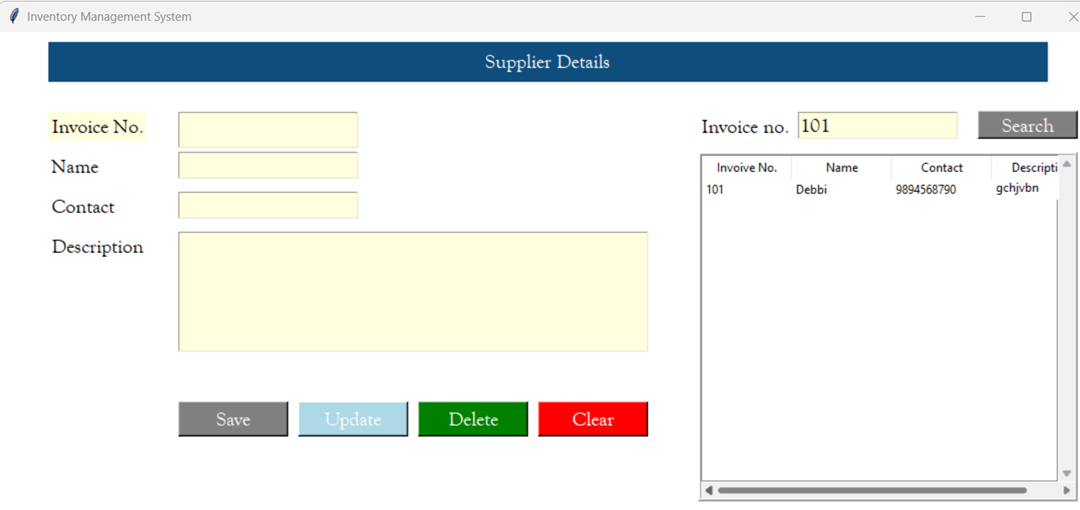 Inventory Management System
Supplier Details
Invoice No.
Name
Contact
Description
Save Update Delete Clear
Invoice no. 101 Search
Invoive No. Name Contact Descripti
101 Debbi 9894568790 gchjvbn